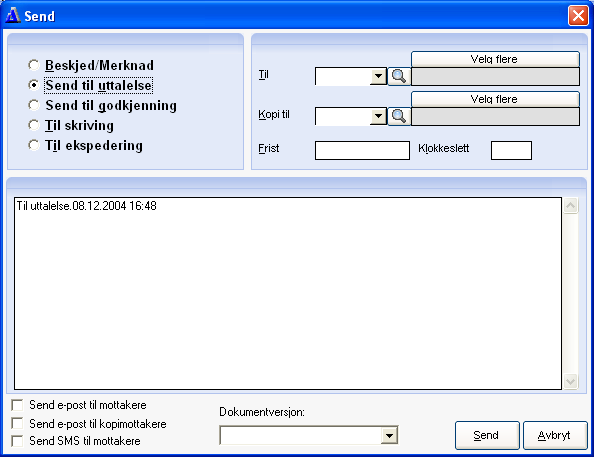 Send
Beskjed/Merknad
Send til uttalelse
Send til godkjenning
Til skriving
Til ekspedering
Velg flere
Til
Velg flere
Kopi til
Frist
Klokkeslett
Til uttalelse.08.12.2004 16:48
Send e-post til mottakere
Send e-post til kopimottakere
Send SMS til mottakere
Dokumentversjon:
Send
Avbryt